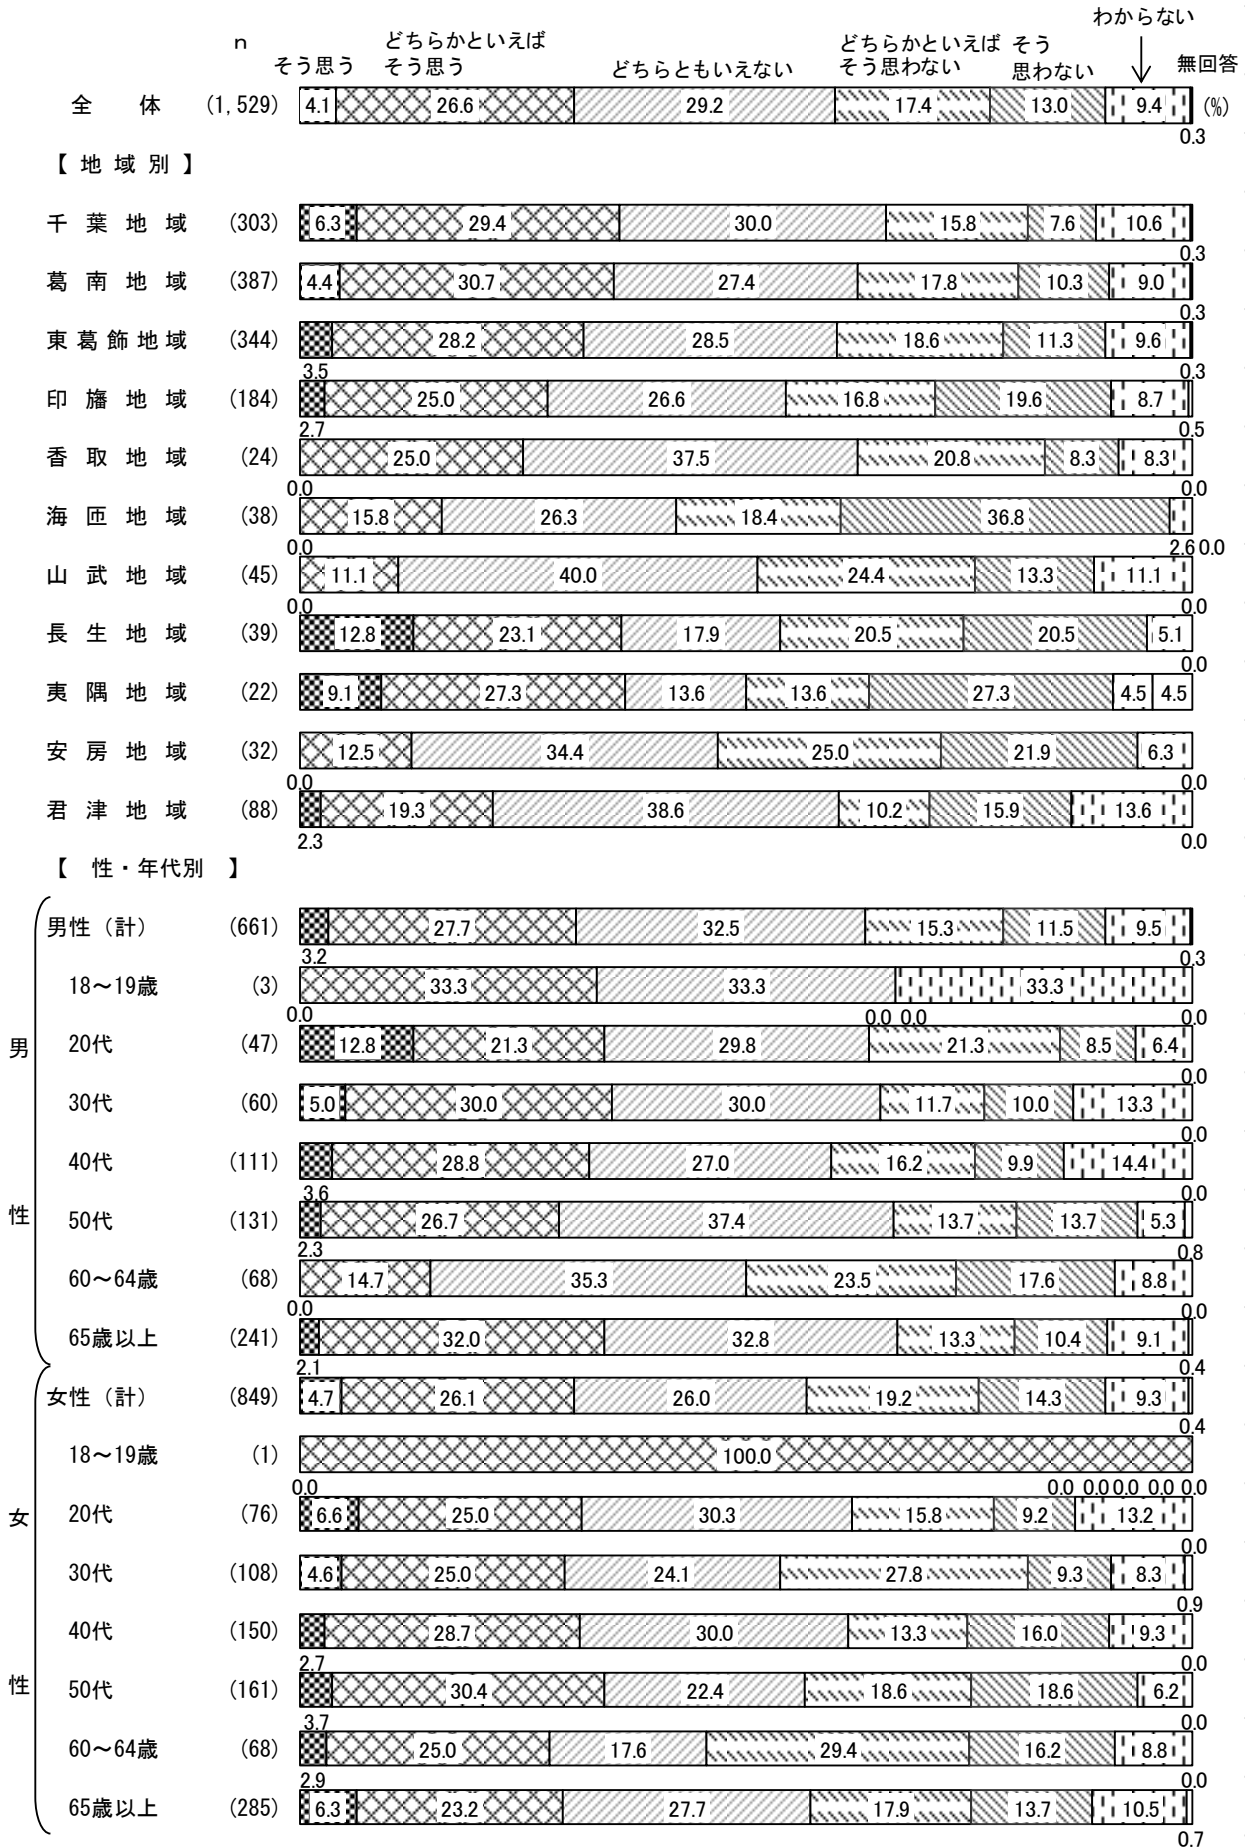 わからない
n
そう思う
どちらかといえば
そう思う
どちらともいえない
どちらかといえば
そう思わない
そう
思わない
無回答
全 体 (1,529) 4.1 26.6 29.2 17.4 13.0 9.4 (%)
0.3
【 地 域 別 】
千 葉 地 域 (303) 6.3 29.4 30.0 15.8 7.6 10.6
0.3
葛 南 地 域 (387) 4.4 30.7 27.4 17.8 10.3 9.0
0.3
東 葛 飾 地 域 (344) 28.2 28.5 18.6 11.3 9.6
3.5 0.3
印 旛 地 域 (184) 25.0 26.6 16.8 19.6 8.7
2.7 0.5
香 取 地 域 (24) 25.0 37.5 20.8 8.3 8.3
0.0 0.0
海 匝 地 域 (38) 15.8 26.3 18.4 36.8
0.0 2.6 0.0
山 武 地 域 (45) 11.1 40.0 24.4 13.3 11.1
0.0 0.0
長 生 地 域 (39) 12.8 23.1 17.9 20.5 20.5 5.1
0.0
夷 隅 地 域 (22) 9.1 27.3 13.6 13.6 27.3 4.5 4.5
安 房 地 域 (32) 12.5 34.4 25.0 21.9 6.3
0.0 0.0
君 津 地 域 (88) 19.3 38.6 10.2 15.9 13.6
2.3 0.0
【 性・年代別 】
男性（計） (661) 27.7 32.5 15.3 11.5 9.5
3.2 0.3
18～19歳 (3) 33.3 33.3 33.3
0.0 0.0 0.0 0.0
男
20代 (47) 12.8 21.3 29.8 21.3 8.5 6.4
0.0
30代 (60) 5.0 30.0 30.0 11.7 10.0 13.3
0.0
40代 (111) 28.8 27.0 16.2 9.9 14.4
3.6 0.0
性
50代 (131) 26.7 37.4 13.7 13.7 5.3
2.3 0.8
60～64歳 (68) 14.7 35.3 23.5 17.6 8.8
0.0 0.0
65歳以上 (241) 32.0 32.8 13.3 10.4 9.1
2.1 0.4
女性（計） (849) 4.7 26.1 26.0 19.2 14.3 9.3
0.4
18～19歳 (1) 100.0
0.0 0.0 0.0 0.0 0.0 0.0
女
20代 (76) 6.6 25.0 30.3 15.8 9.2 13.2
0.0
30代 (108) 4.6 25.0 24.1 27.8 9.3 8.3
0.9
40代 (150) 28.7 30.0 13.3 16.0 9.3
2.7 0.0
性
50代 (161) 30.4 22.4 18.6 18.6 6.2
3.7 0.0
60～64歳 (68) 25.0 17.6 29.4 16.2 8.8
2.9 0.0
65歳以上 (285) 6.3 23.2 27.7 17.9 13.7 10.5
0.7